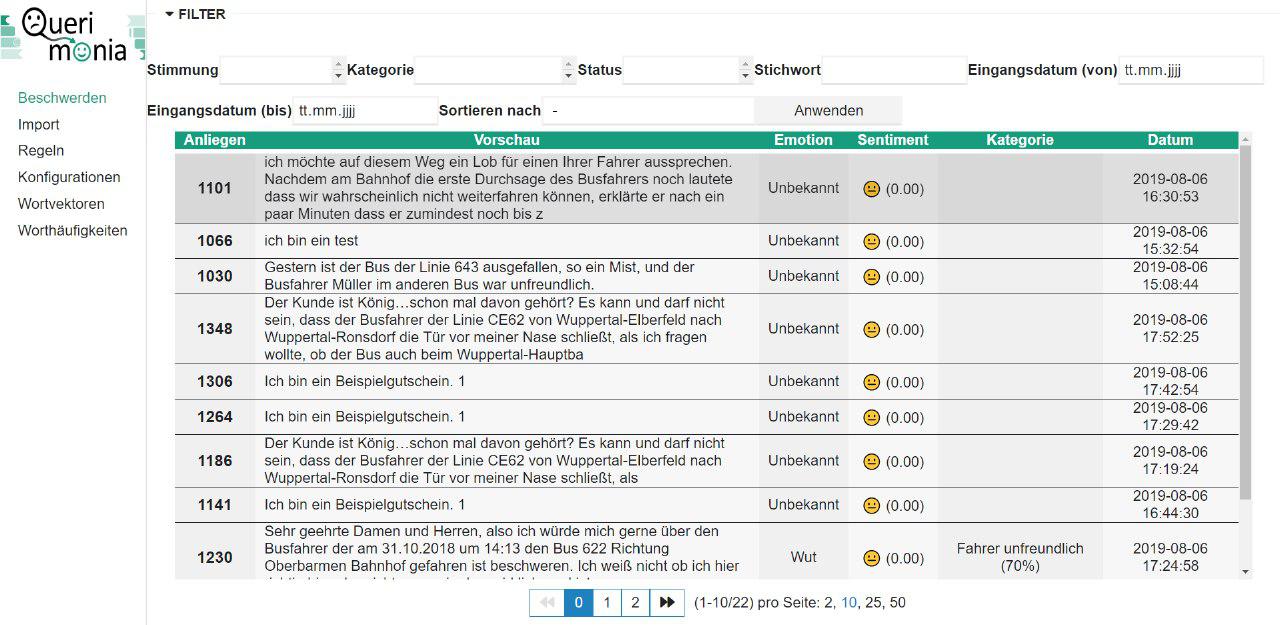 Queri
monia
FILTER
Stimmung Kategorie Status Stichwort Eingangsdatum (von) tt.mm.jjjj
Eingangsdatum (bis) tt.mm.jjjj Sortieren nach - Anwenden
Beschwerden
Import
Regeln
Konfigurationen
Wortvektoren
Worthäufigkeiten
Anliegen Vorschau Emotion Sentiment Kategorie Datum
1101
ich möchte auf diesem Weg ein Lob für einen Ihrer Fahrer aussprechen.
Nachdem am Bahnhof die erste Durchsage des Busfahrers noch lautete
dass wir wahrscheinlich nicht weiterfahren können, erklärte er nach ein
paar Minuten dass er zumindest noch bis z
Unbekannt
(0.00)
2019-08-06
16:30:53
1066
ich bin ein test
Unbekannt
(0.00)
2019-08-06
15:32:54
1030
Gestern ist der Bus der Linie 643 ausgefallen, so ein Mist, und der
Busfahrer Müller im anderen Bus war unfreundlich.
Unbekannt
(0.00)
2019-08-06
15:08:44
1348
Der Kunde ist König…schon mal davon gehört? Es kann und darf nicht
sein, dass der Busfahrer der Linie CE62 von Wuppertal-Elberfeld nach
Wuppertal-Ronsdorf die Tür vor meiner Nase schließt, als ich fragen
wollte, ob der Bus auch beim Wuppertal-Hauptba
Unbekannt
(0.00)
2019-08-06
17:52:25
1306
Ich bin ein Beispielgutschein. 1
Unbekannt
(0.00)
2019-08-06
17:42:54
1264
Ich bin ein Beispielgutschein. 1
Unbekannt
(0.00)
2019-08-06
17:29:42
1186
Der Kunde ist König…schon mal davon gehört? Es kann und darf nicht
sein, dass der Busfahrer der Linie CE62 von Wuppertal-Elberfeld nach
Wuppertal-Ronsdorf die Tür vor meiner Nase schließt, als
Unbekannt
(0.00)
2019-08-06
17:19:24
1141
Ich bin ein Beispielgutschein. 1
Unbekannt
(0.00)
2019-08-06
16:44:30
1230
Sehr geehrte Damen und Herren, also ich würde mich gerne über den
Busfahrer der am 31.10.2018 um 14:13 den Bus 622 Richtung
Oberbarmen Bahnhof gefahren ist beschweren. Ich weiß nicht ob ich hier
Wut
(0.00)
Fahrer unfreundlich
(70%)
2019-08-06
17:24:58
0 1 2 (1-10/22) pro Seite: 2, 10, 25, 50